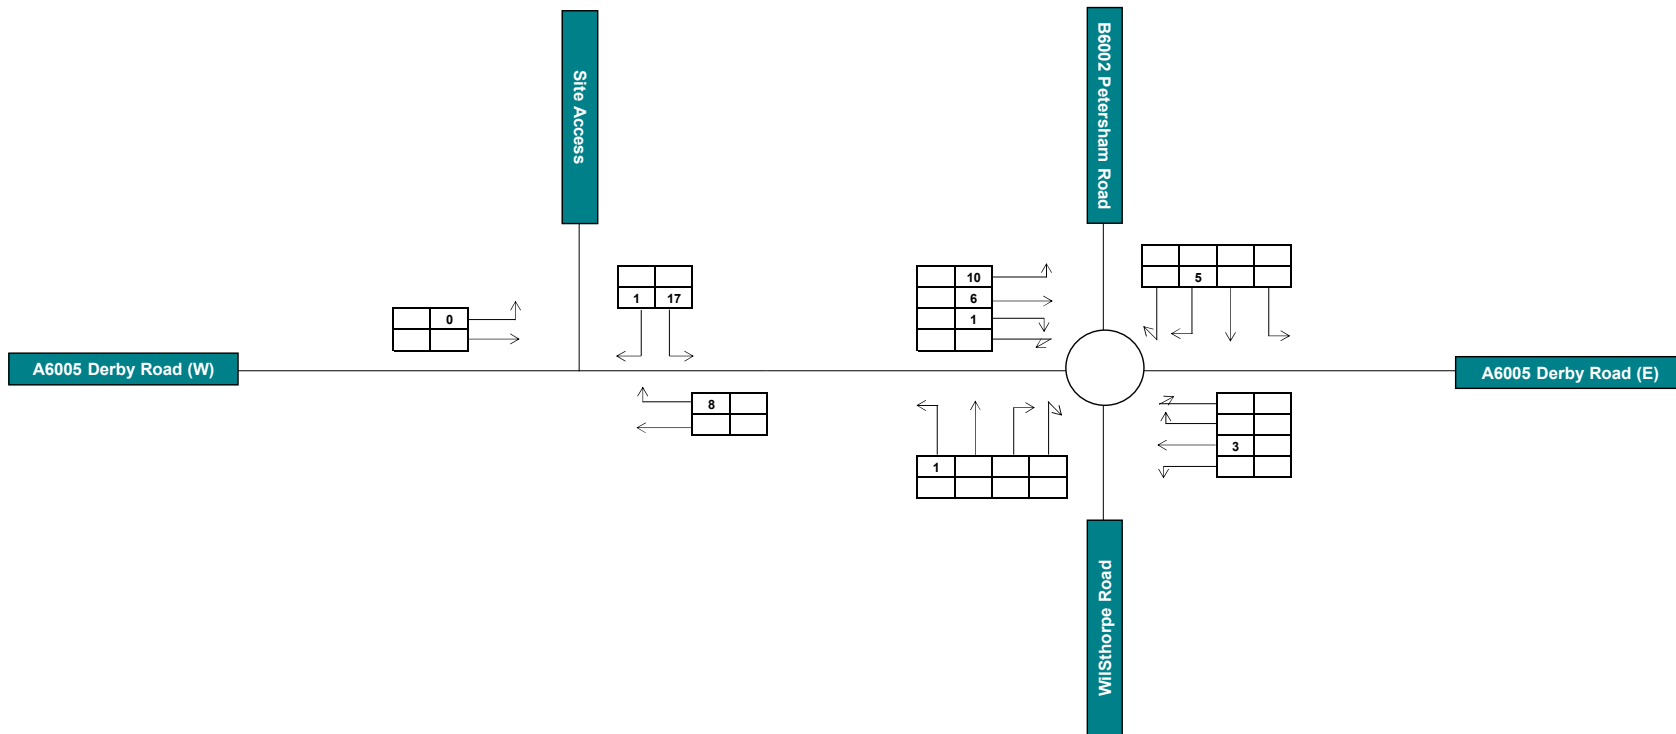 Site Access
B6002 Petersham Road
10
5
1 17
6
0
1
A6005 Derby Road (W)
A6005 Derby Road (E)
8
3
1
WilSthorpe Road